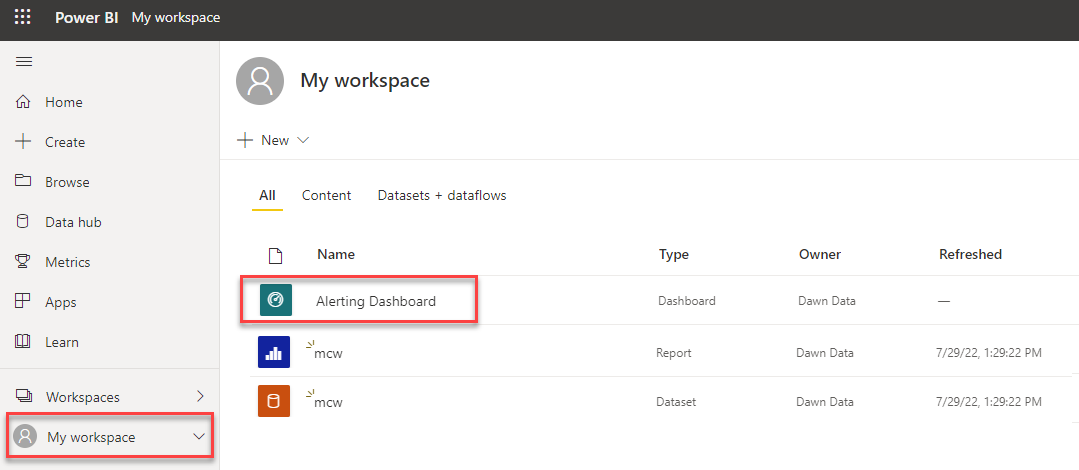 Power BI My workspace
Home
Create
Browse
Data hub
Metrics
Apps
Learn
Workspaces
My workspace
My workspace
New
All Content Datasets + dataflows
Name Type Owner Refreshed
Alerting Dashboard Dashboard Dawn Data —
mcw Report Dawn Data 7/29/22, 1:29:22 PM
mcw Dataset Dawn Data 7/29/22, 1:29:22 PM